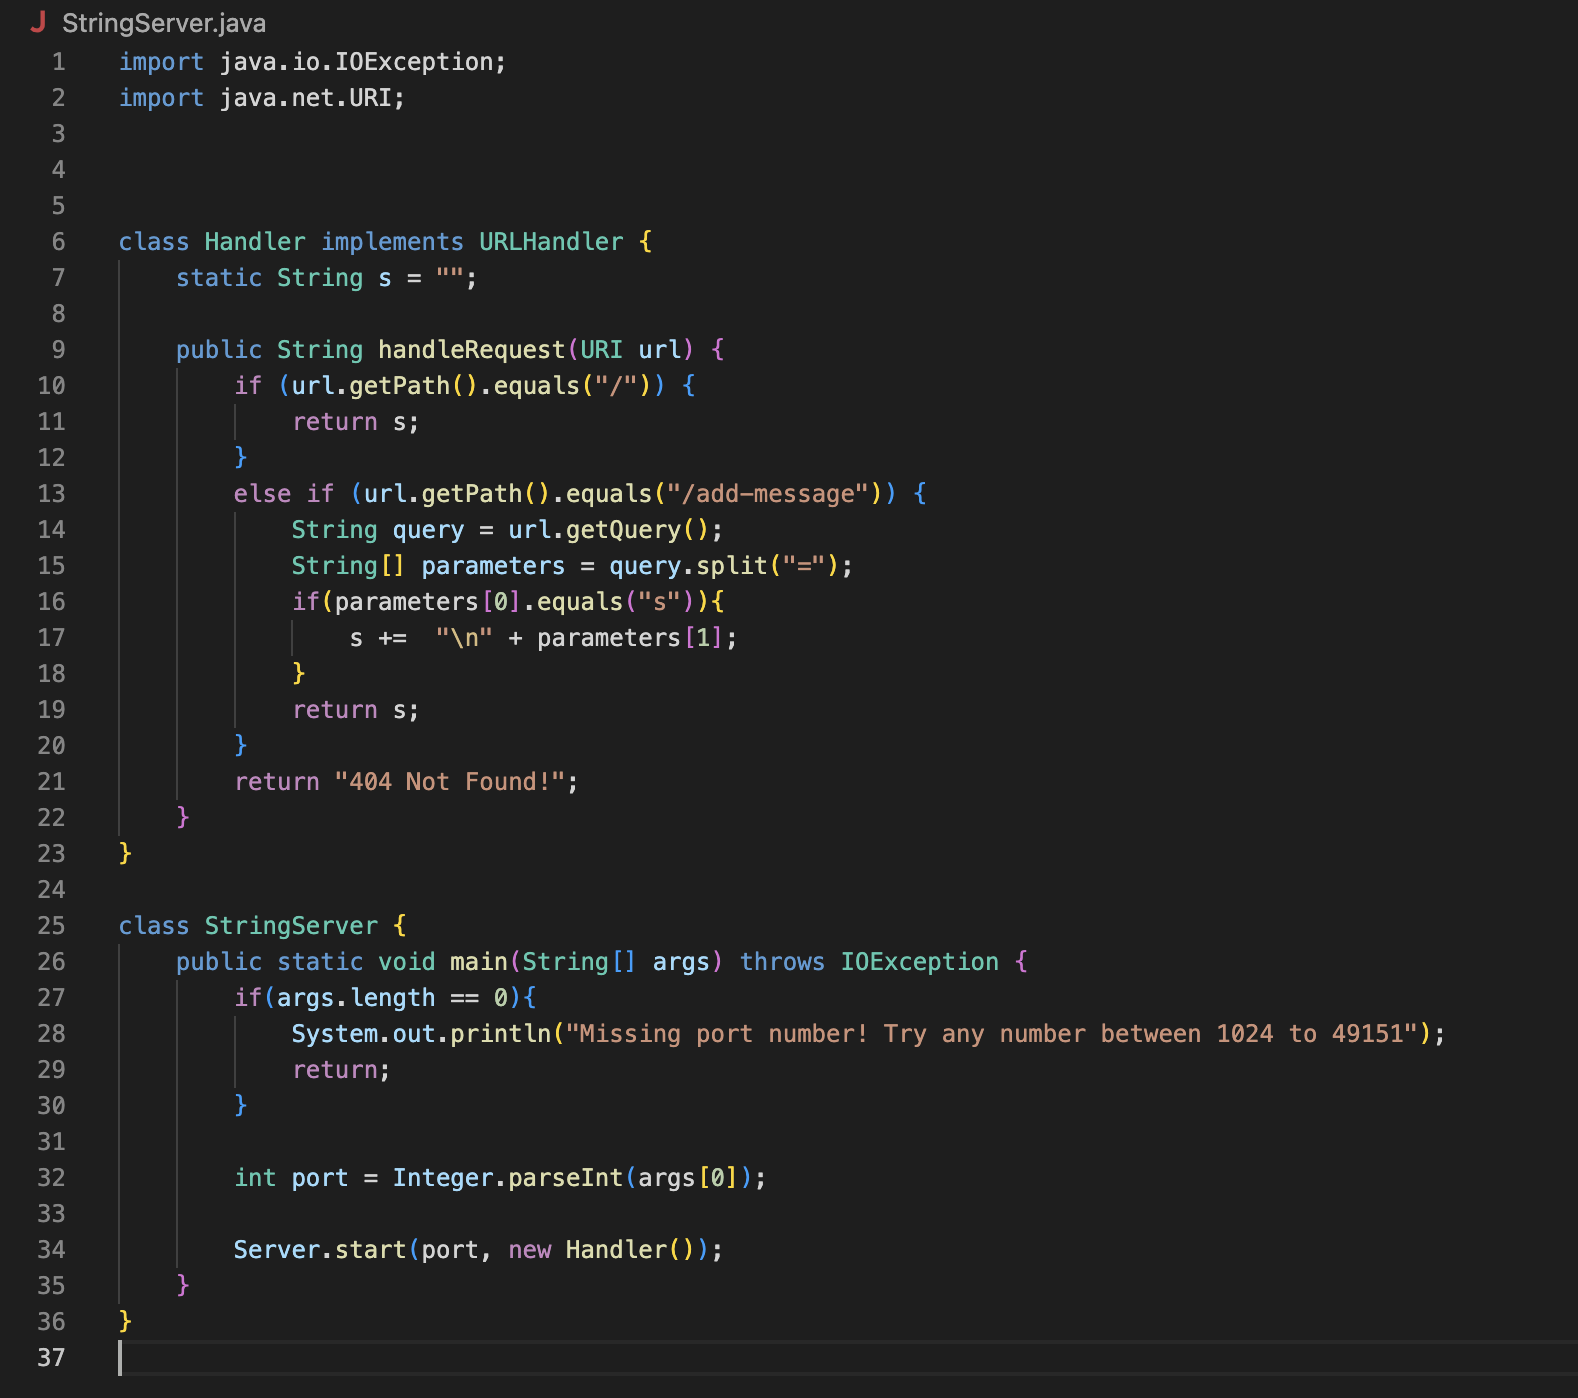 J StringServer.java
1 import java.io.IOException;
2 import java.net.URI;
3
4
5
6 class Handler implements URLHandler {
7     static String s = "";
8
9     public String handleRequest(URI url) {
10         if (url.getPath().equals("/")) {
11             return s;
12         }
13         else if (url.getPath().equals("/add-message")) {
14             String query = url.getQuery();
15             String[] parameters = query.split("=");
16             if(parameters[0].equals("s")){
17                 s +=  "\n" + parameters[1];
18             }
19             return s;
20         }
21         return "404 Not Found!";
22     }
23 }
24
25 class StringServer {
26     public static void main(String[] args) throws IOException {
27         if(args.length == 0){
28             System.out.println("Missing port number! Try any number between 1024 to 49151");
29             return;
30         }
31
32         int port = Integer.parseInt(args[0]);
33
34         Server.start(port, new Handler());
35     }
36 }
37